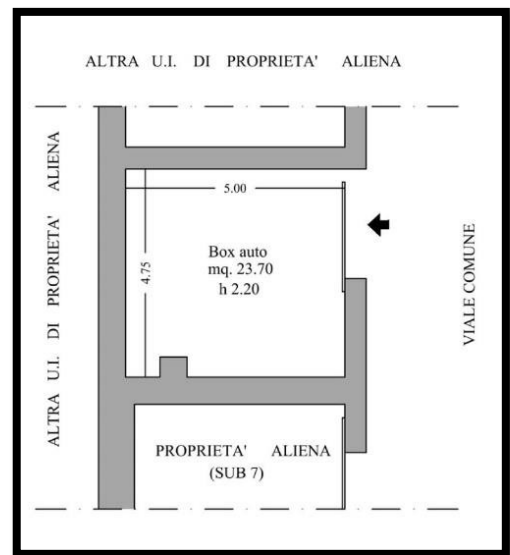 ALTRA U.I. DI PROPRIETA' ALIENA
ALTRA U.I. DI PROPRIETA' ALIENA
5.00
4.75
Box auto
mq. 23.70
h 2.20
VIALE COMUNE
PROPRIETA' ALIENA
(SUB 7)